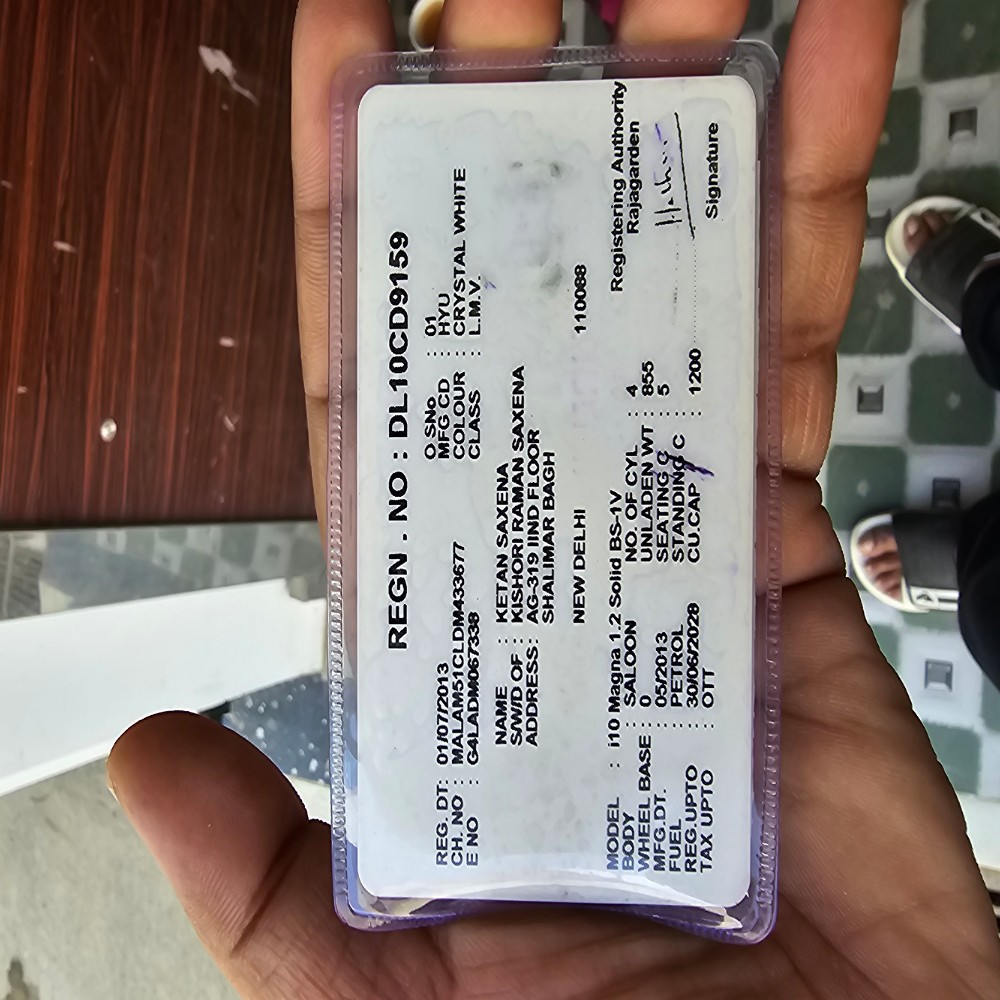 REGN . NO : DL10CD9159
REG. DT: 01/07/2013 O SNo : 01
CH. NO : MALAM51CLDM433677 MFG CD : HYU
E NO : G4LADM067338 COLOUR : CRYSTAL WHITE
CLASS : L.M.V.
NAME : KETAN SAXENA
S/W/D OF : KISHORI RAMAN SAXENA
ADDRESS : AG-319 IIND FLOOR
SHALIMAR BAGH
NEW DELHI 110088
MODEL : i10 Magna 1.2 Solid BS-1V
BODY : SALOON NO. OF CYL : 4
WHEEL BASE : 0 UNLADEN WT : 855
MFG.DT. : 05/2013 SEATING C : 5
FUEL : PETROL STANDING C :
REG.UPTO : 30/06/2028 CU.CAP : 1200
TAX UPTO : OTT
Registering Authority
Rajagarden
Signature